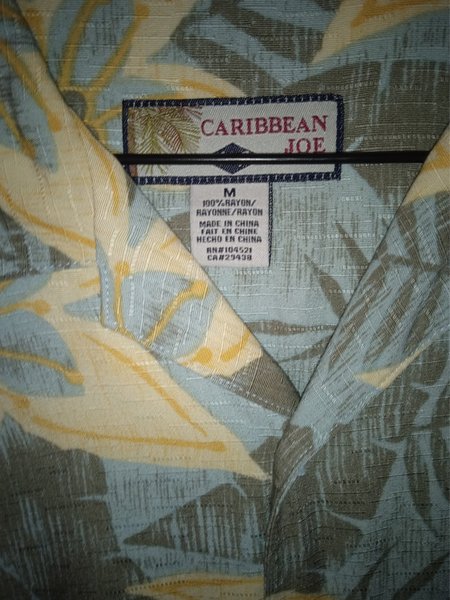 CARIBBEAN
JOE
M
100% RAYON/
RAYONNE/RAYON
MADE IN CHINA
FAIT EN CHINE
HECHO EN CHINA
RN#104521
CA#29438